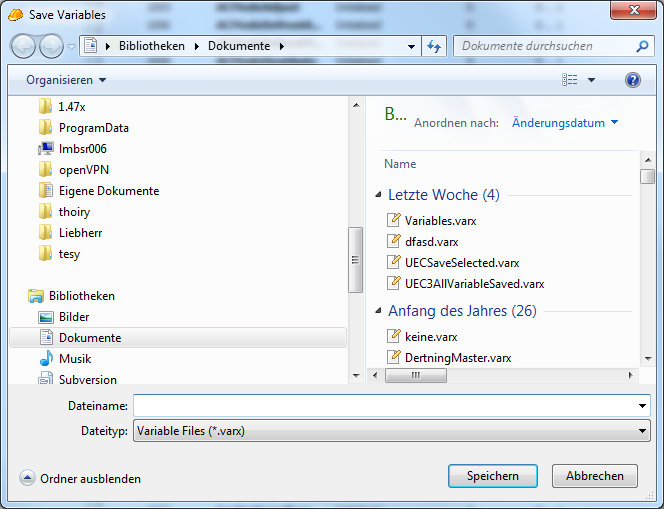 Save Variables
Bibliotheken Dokumente
Dokumente durchsuchen
Organisieren
1.47x
ProgramData
lmbsr006
openVPN
Eigene Dokumente
thoiry
Liebherr
tesy
Bibliotheken
Bilder
Dokumente
Musik
Subversion
B... Anordnen nach: Änderungsdatum
Name
Letzte Woche (4)
Variables.varx
dfasd.varx
UECSaveSelected.varx
UEC3AllVariableSaved.varx
Anfang des Jahres (26)
keine.varx
DertningMaster.varx
Dateiname:
Dateityp: Variable Files (*.varx)
Ordner ausblenden
Speichern
Abbrechen